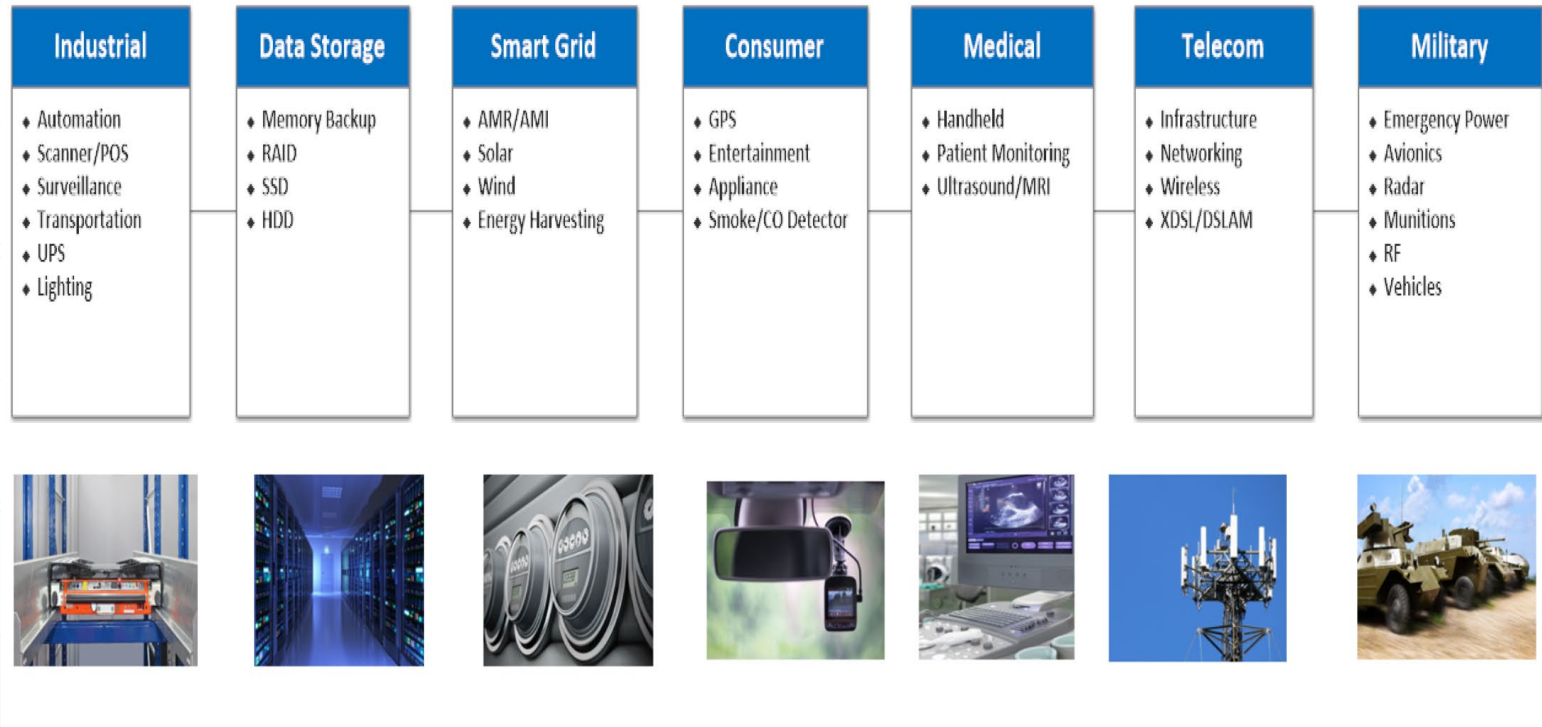 Industrial
Automation
Scanner/POS
Surveillance
Transportation
UPS
Lighting
Data Storage
Memory Backup
RAID
SSD
HDD
Smart Grid
AMR/AMI
Solar
Wind
Energy Harvesting
Consumer
GPS
Entertainment
Appliance
Smoke/CO Detector
Medical
Handheld
Patient Monitoring
Ultrasound/MRI
Telecom
Infrastructure
Networking
Wireless
XDSL/DSLAM
Military
Emergency Power
Avionics
Radar
Munitions
RF
Vehicles